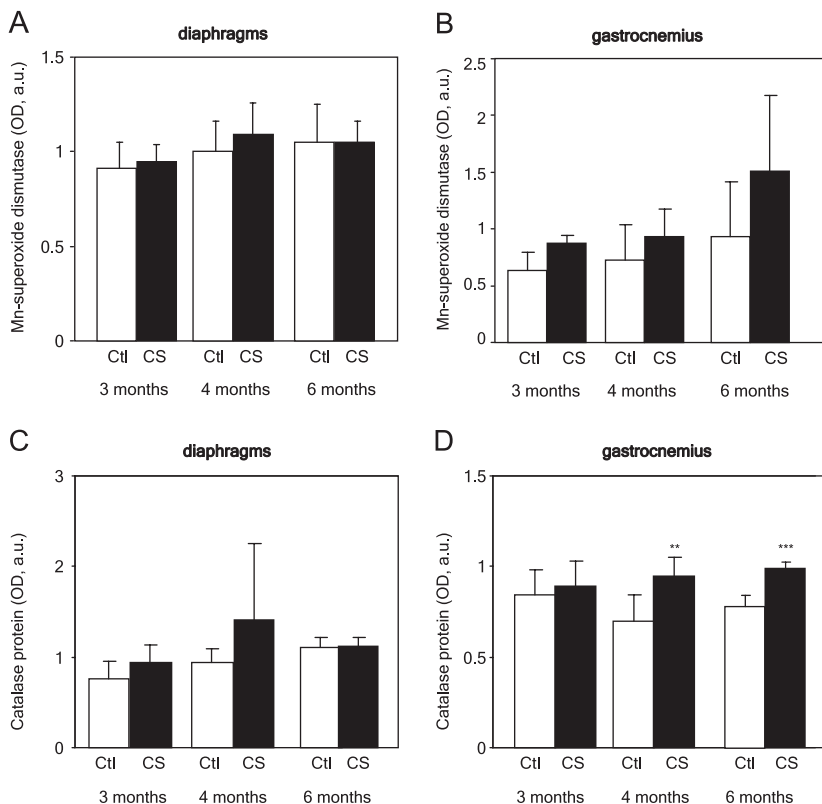 A
diaphragms
Mn-superoxide dismutase (OD, a.u.)
1.5
1
0.5
0
Ctl CS Ctl CS Ctl CS
3 months 4 months 6 months
B
gastrocnemius
Mn-superoxide dismutase (OD, a.u.)
2.5
2
1.5
1
0.5
0
Ctl CS Ctl CS Ctl CS
3 months 4 months 6 months
C
diaphragms
Catalase protein (OD, a.u.)
3
2
1
0
Ctl CS Ctl CS Ctl CS
3 months 4 months 6 months
D
gastrocnemius
Catalase protein (OD, a.u.)
1.5
1
0.5
0
** ***
Ctl CS Ctl CS Ctl CS
3 months 4 months 6 months